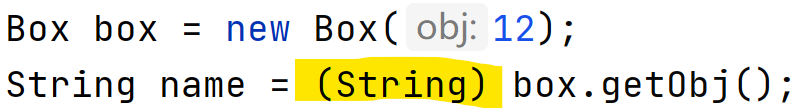 Box box = new Box( obj: 12);
String name = (String) box.getObj();